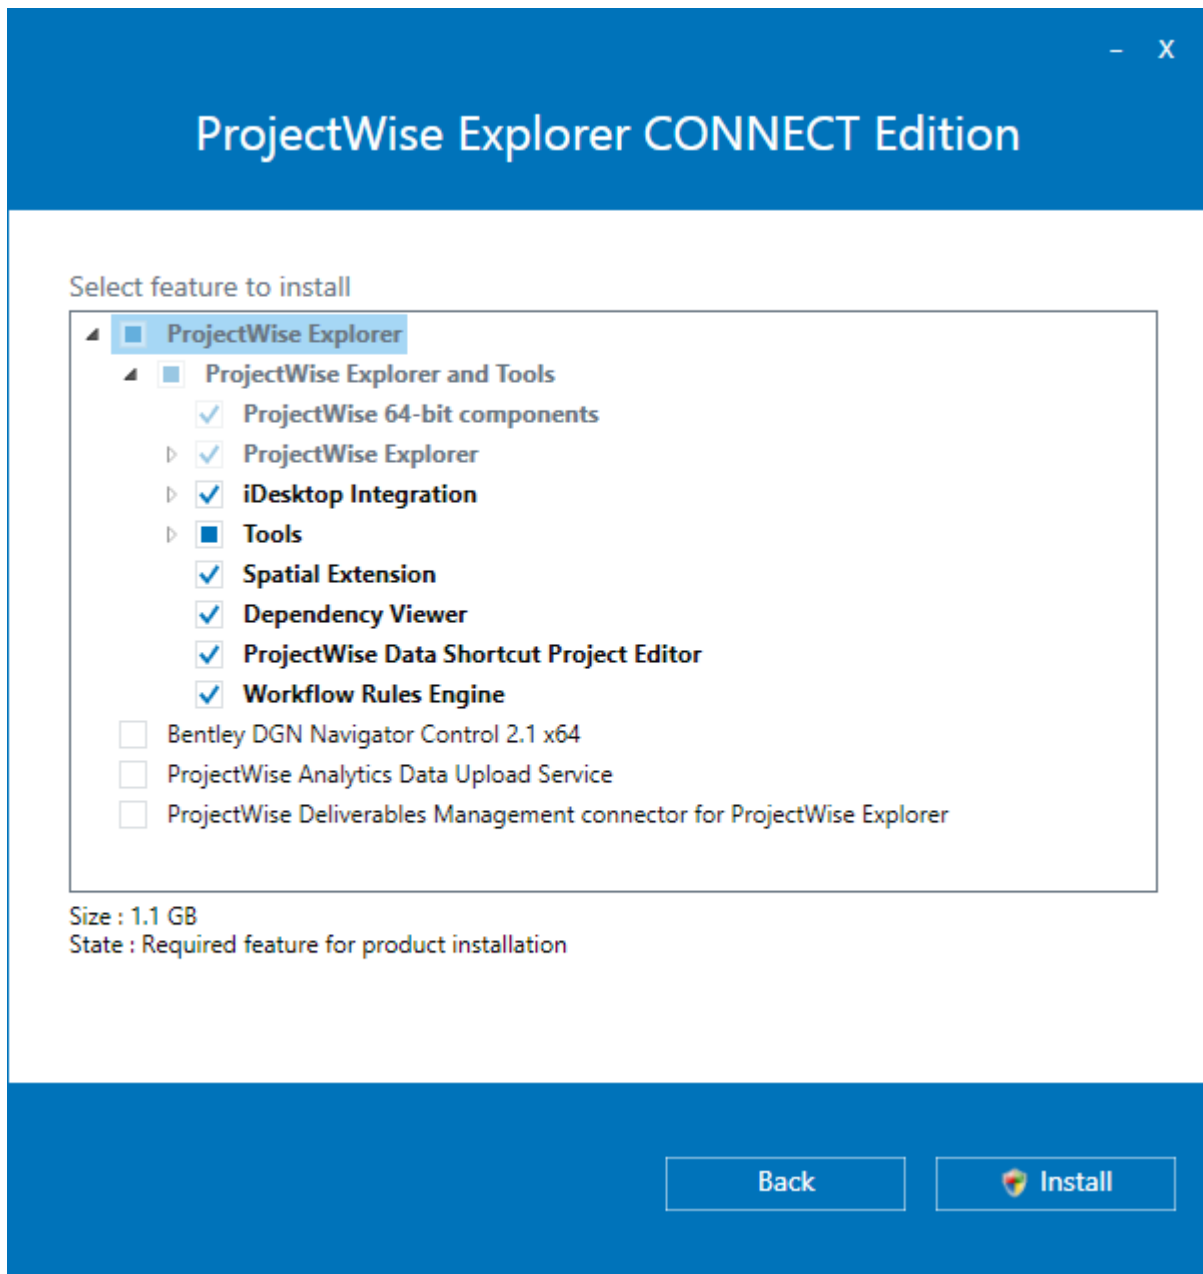 – X
ProjectWise Explorer CONNECT Edition
Select feature to install
ProjectWise Explorer
ProjectWise Explorer and Tools
ProjectWise 64-bit components
ProjectWise Explorer
iDesktop Integration
Tools
Spatial Extension
Dependency Viewer
ProjectWise Data Shortcut Project Editor
Workflow Rules Engine
Bentley DGN Navigator Control 2.1 x64
ProjectWise Analytics Data Upload Service
ProjectWise Deliverables Management connector for ProjectWise Explorer
Size : 1.1 GB
State : Required feature for product installation
Back Install